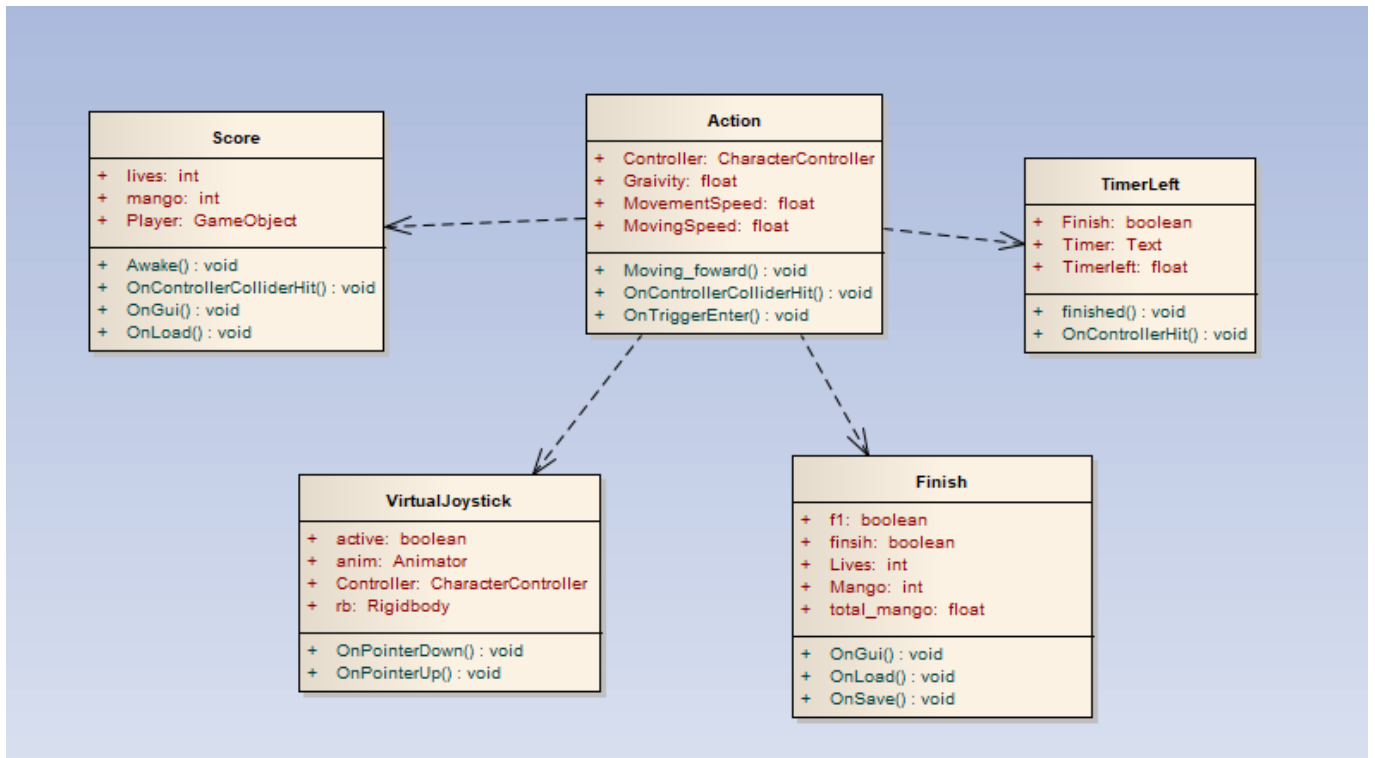 Score
+ lives: int
+ mango: int
+ Player: GameObject
+ Awake() : void
+ OnControllerColliderHit() : void
+ OnGui() : void
+ OnLoad() : void
Action
+ Controller: CharacterController
+ Graivity: float
+ MovementSpeed: float
+ MovingSpeed: float
+ Moving_foward() : void
+ OnControllerColliderHit() : void
+ OnTriggerEnter() : void
TimerLeft
+ Finish: boolean
+ Timer: Text
+ Timerleft: float
+ finished() : void
+ OnControllerHit() : void
VirtualJoystick
+ active: boolean
+ anim: Animator
+ Controller: CharacterController
+ rb: Rigidbody
+ OnPointerDown() : void
+ OnPointerUp() : void
Finish
+ f1: boolean
+ finsih: boolean
+ Lives: int
+ Mango: int
+ total_mango: float
+ OnGui() : void
+ OnLoad() : void
+ OnSave() : void